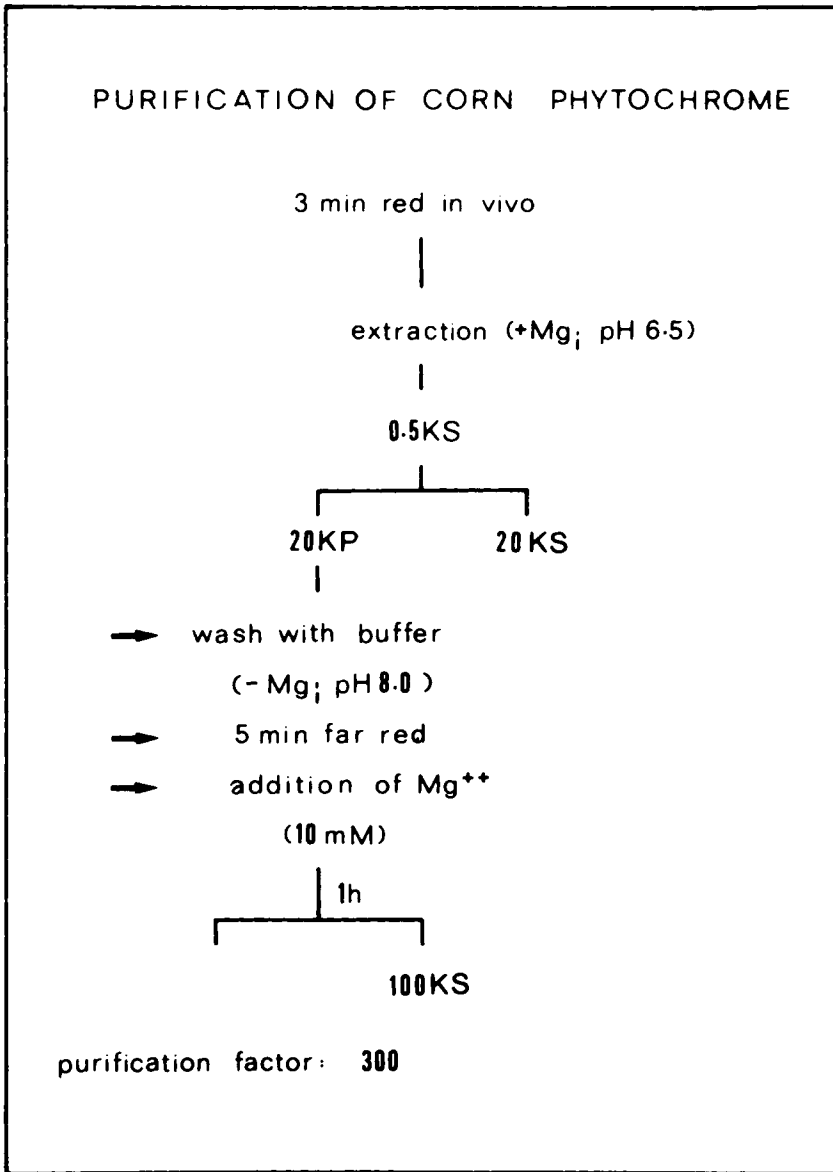 PURIFICATION OF CORN PHYTOCHROME
3 min red in vivo
extraction (+Mg; pH 6·5)
0·5KS
20KP 20KS
wash with buffer
(-Mg; pH 8·0)
5 min far red
addition of Mg⁺⁺
(10 mM)
1h
100KS
purification factor: 300